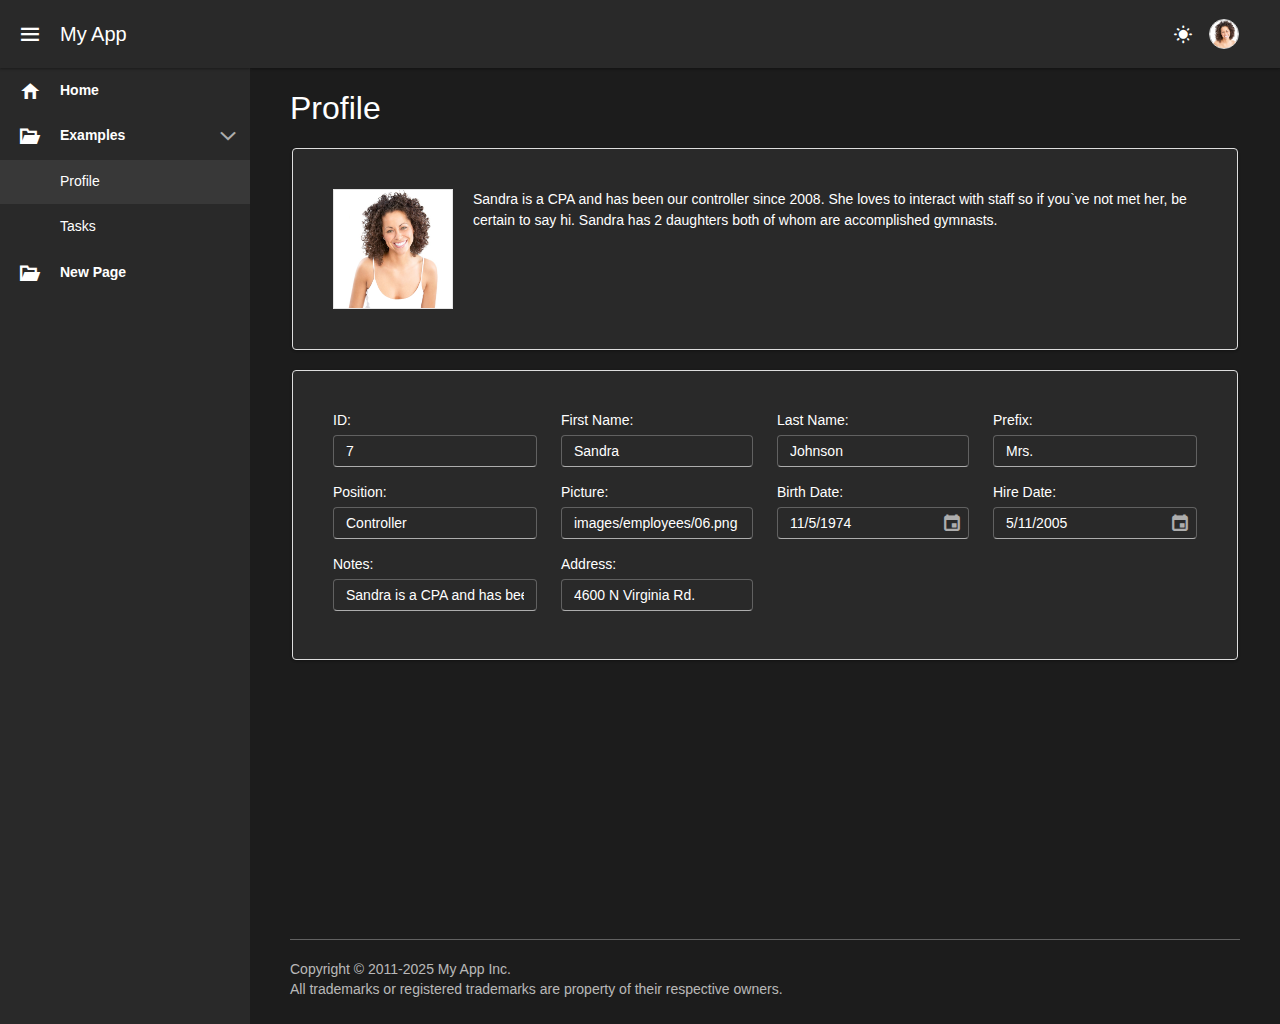 My App
Home
Examples
Profile
Tasks
New Page
Profile
Sandra is a CPA and has been our controller since 2008. She loves to interact with staff so if you`ve not met her, be
certain to say hi. Sandra has 2 daughters both of whom are accomplished gymnasts.
ID: First Name: Last Name: Prefix:
7 Sandra Johnson Mrs.
Position: Picture: Birth Date: Hire Date:
Controller images/employees/06.png 11/5/1974 5/11/2005
Notes: Address:
Sandra is a CPA and has bee 4600 N Virginia Rd.
Copyright © 2011-2025 My App Inc.
All trademarks or registered trademarks are property of their respective owners.